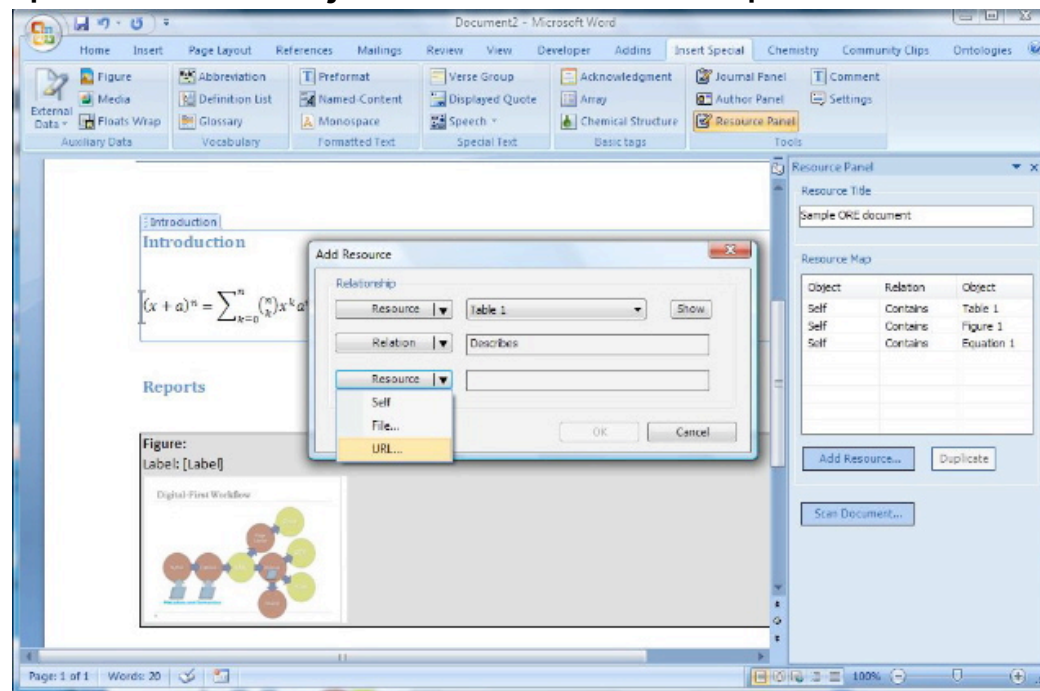 Document2 - Microsoft Word
Home Insert Page Layout References Mailings Review View Developer Addins Insert Special Chemistry Community Clips Ontologies
Figure Abbreviation Preformat Verse Group Acknowledgment Journal Panel Comment
Media Definition List Named-Content Displayed Quote Array Author Panel Settings
External Data Floats Wrap Glossary Monospace Speech Chemical Structure Resource Panel
Auxiliary Data Vocabulary Formatted Text Special Text Basic tags Tools
Resource Panel
Resource Title
Sample ORE document
Resource Map
Object Relation Object
Self Contains Table 1
Self Contains Figure 1
Self Contains Equation 1
Add Resource... Duplicate
Scan Document...
Introduction
Introduction
(x + a)ⁿ = ∑ⁿₖ₌₀ (ⁿₖ) xᵏ a
Reports
Figure:
Label: [Label]
Digital-First Workflow
Add Resource
Relationship
Resource Table 1 Show
Relation Describes
Resource
Self
File...
URL...
OK Cancel
Page: 1 of 1 Words: 20 100%